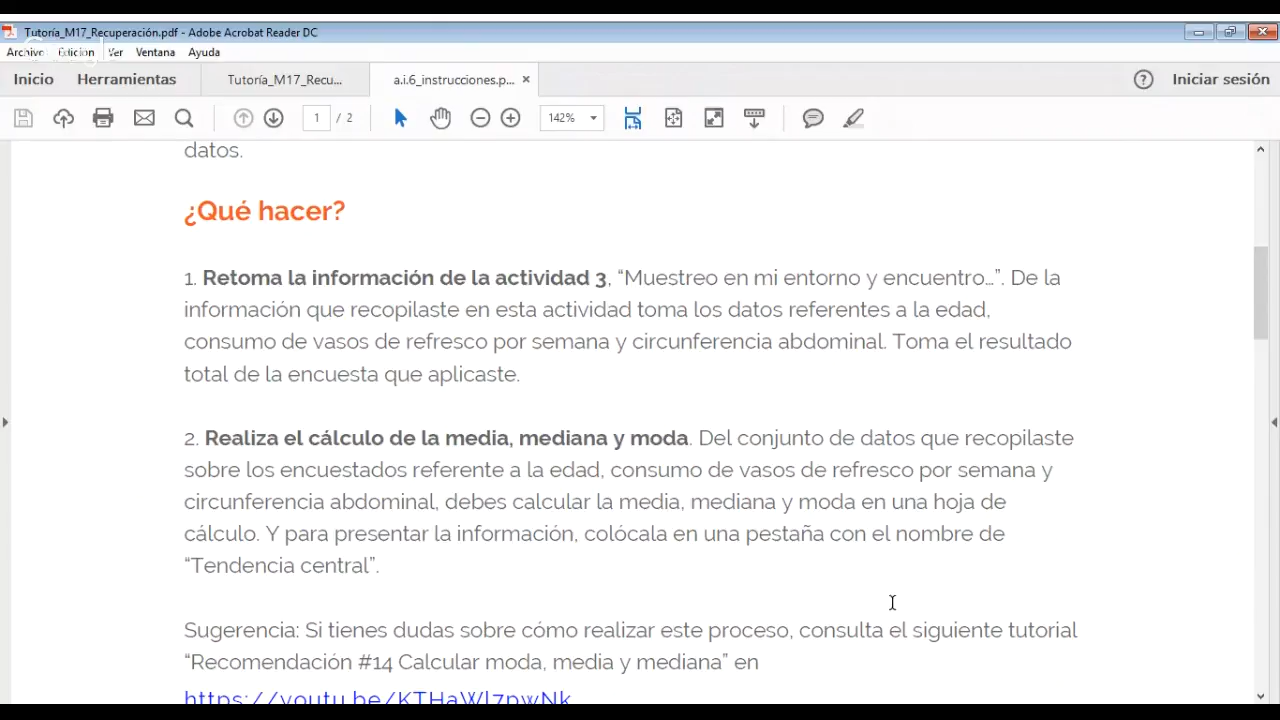 Tutoría_M17_Recuperación.pdf - Adobe Acrobat Reader DC
Archivo Edición Ver Ventana Ayuda
Inicio Herramientas Tutoría_M17_Recu... a.i.6_instrucciones.p... × Iniciar sesión
1 / 2 142%
datos.
¿Qué hacer?
1. Retoma la información de la actividad 3, “Muestreo en mi entorno y encuentro…”. De la
información que recopilaste en esta actividad toma los datos referentes a la edad,
consumo de vasos de refresco por semana y circunferencia abdominal. Toma el resultado
total de la encuesta que aplicaste.
2. Realiza el cálculo de la media, mediana y moda. Del conjunto de datos que recopilaste
sobre los encuestados referente a la edad, consumo de vasos de refresco por semana y
circunferencia abdominal, debes calcular la media, mediana y moda en una hoja de
cálculo. Y para presentar la información, colócala en una pestaña con el nombre de
“Tendencia central”.
Sugerencia: Si tienes dudas sobre cómo realizar este proceso, consulta el siguiente tutorial
“Recomendación #14 Calcular moda, media y mediana” en
https://youtu.be/KTHaWl7pwNk